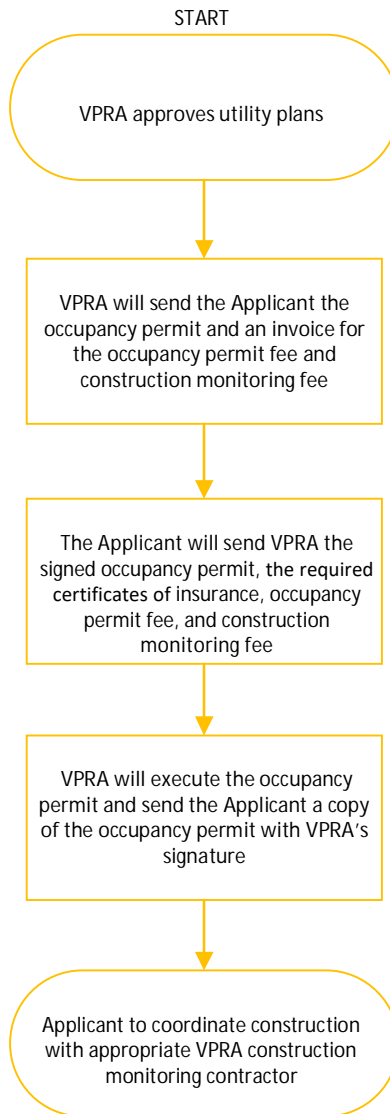 START
VPRA approves utility plans
VPRA will send the Applicant the
occupancy permit and an invoice for
the occupancy permit fee and
construction monitoring fee
The Applicant will send VPRA the
signed occupancy permit, the required
certificates of insurance, occupancy
permit fee, and construction
monitoring fee
VPRA will execute the occupancy
permit and send the Applicant a copy
of the occupancy permit with VPRA's
signature
Applicant to coordinate construction
with appropriate VPRA construction
monitoring contractor